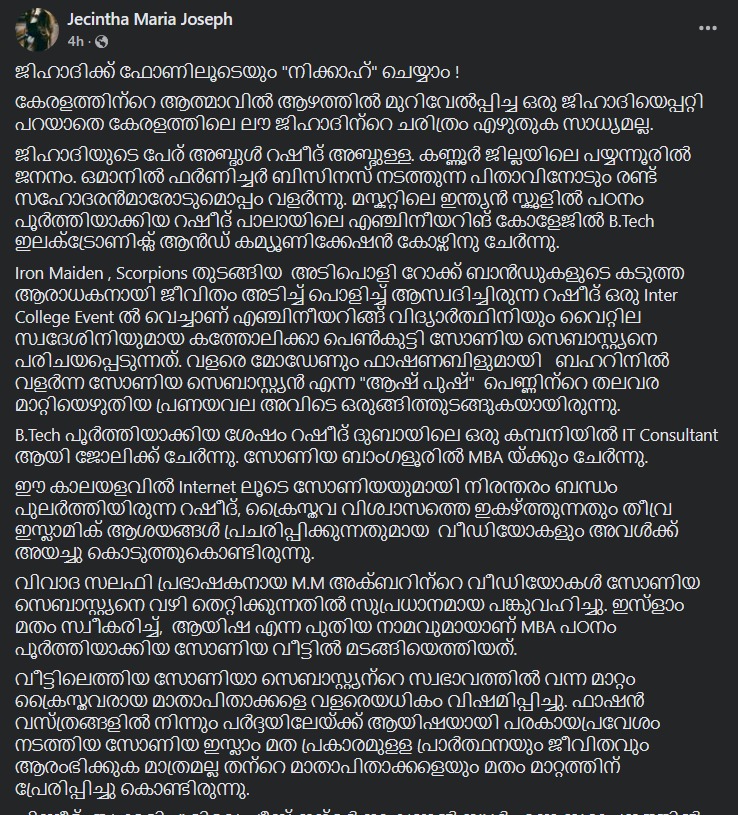 Jecintha Maria Joseph
4h ·
ജിഹാദിക്ക് ഫോണിലൂടെയും "നിക്കാഹ്" ചെയ്യാം !
കേരളത്തിന്റെ ആത്മാവിൽ ആഴത്തിൽ മുറിവേൽപ്പിച്ച ഒരു ജിഹാദിയെപ്പറ്റി
പറയാതെ കേരളത്തിലെ ലൗ ജിഹാദിന്റെ ചരിത്രം എഴുതുക സാധ്യമല്ല.
ജിഹാദിയുടെ പേര് അബ്ദുൾ റഷീദ് അബ്ദുള്ള. കണ്ണൂർ ജില്ലയിലെ പയ്യന്നൂരിൽ
ജനനം. ഒമാനിൽ ഫർണിച്ചർ ബിസിനസ് നടത്തുന്ന പിതാവിനോടും രണ്ട്
സഹോദരൻമാരോടുമൊപ്പം വളർന്നു. മസ്കറ്റിലെ ഇന്ത്യൻ സ്കൂളിൽ പഠനം
പൂർത്തിയാക്കിയ റഷീദ് പാലായിലെ എഞ്ചിനീയറിങ് കോളേജിൽ B.Tech
ഇലക്ട്രോണിക്സ് ആൻഡ് കമ്യൂണിക്കേഷൻ കോഴ്സിനു ചേർന്നു.
Iron Maiden , Scorpions തുടങ്ങിയ അടിപൊളി റോക്ക് ബാൻഡുകളുടെ കടുത്ത
ആരാധകനായി ജീവിതം അടിച്ച് പൊളിച്ച് ആസ്വദിച്ചിരുന്ന റഷീദ് ഒരു Inter
College Event ൽ വെച്ചാണ് എഞ്ചിനീയറിങ്ങ് വിദ്യാർത്ഥിനിയും വൈറ്റില
സ്വദേശിനിയുമായ കത്തോലിക്കാ പെൺകുട്ടി സോണിയ സെബാസ്റ്റ്യനെ
പരിചയപ്പെടുന്നത്. വളരെ മോഡേണും ഫാഷണബിളുമായി ബഹറിനിൽ
വളർന്ന സോണിയ സെബാസ്റ്റ്യൻ എന്ന "ആഷ് പുഷ്" പെണ്ണിന്റെ തലവര
മാറ്റിയെഴുതിയ പ്രണയവല അവിടെ ഒരുങ്ങിത്തുടങ്ങുകയായിരുന്നു.
B.Tech പൂർത്തിയാക്കിയ ശേഷം റഷീദ് ദുബായിലെ ഒരു കമ്പനിയിൽ IT Consultant
ആയി ജോലിക്ക് ചേർന്നു. സോണിയ ബാംഗളൂരിൽ MBA യ്ക്കും ചേർന്നു.
ഈ കാലയളവിൽ Internet ലൂടെ സോണിയയുമായി നിരന്തരം ബന്ധം
പുലർത്തിയിരുന്ന റഷീദ്, ക്രൈസ്തവ വിശ്വാസത്തെ ഇകഴ്ത്തുന്നതും തീവ്ര
ഇസ്ലാമിക് ആശയങ്ങൾ പ്രചരിപ്പിക്കുന്നതുമായ വീഡിയോകളും അവൾക്ക്
അയച്ചു കൊടുത്തുകൊണ്ടിരുന്നു.
വിവാദ സലഫി പ്രഭാഷകനായ M.M അക്ബറിന്റെ വീഡിയോകൾ സോണിയ
സെബാസ്റ്റ്യനെ വഴി തെറ്റിക്കുന്നതിൽ സുപ്രധാനമായ പങ്കുവഹിച്ചു. ഇസ്ളാം
മതം സ്വീകരിച്ച്, ആയിഷ എന്ന പുതിയ നാമവുമായാണ് MBA പഠനം
പൂർത്തിയാക്കിയ സോണിയ വീട്ടിൽ മടങ്ങിയെത്തിയത്.
വീട്ടിലെത്തിയ സോണിയാ സെബാസ്റ്റ്യന്റെ സ്വഭാവത്തിൽ വന്ന മാറ്റം
ക്രൈസ്തവരായ മാതാപിതാക്കളെ വളരെയധികം വിഷമിപ്പിച്ചു. ഫാഷൻ
വസ്ത്രങ്ങളിൽ നിന്നും പർദ്ദയിലേയ്ക്ക് ആയിഷയായി പരകായപ്രവേശം
നടത്തിയ സോണിയ ഇസ്ലാം മത പ്രകാരമുളള പ്രാർത്ഥനയും ജീവിതവും
ആരംഭിക്കുക മാത്രമല്ല തന്റെ മാതാപിതാക്കളെയും മതം മാറ്റത്തിന്
പ്രേരിപ്പിച്ചു കൊണ്ടിരുന്നു.